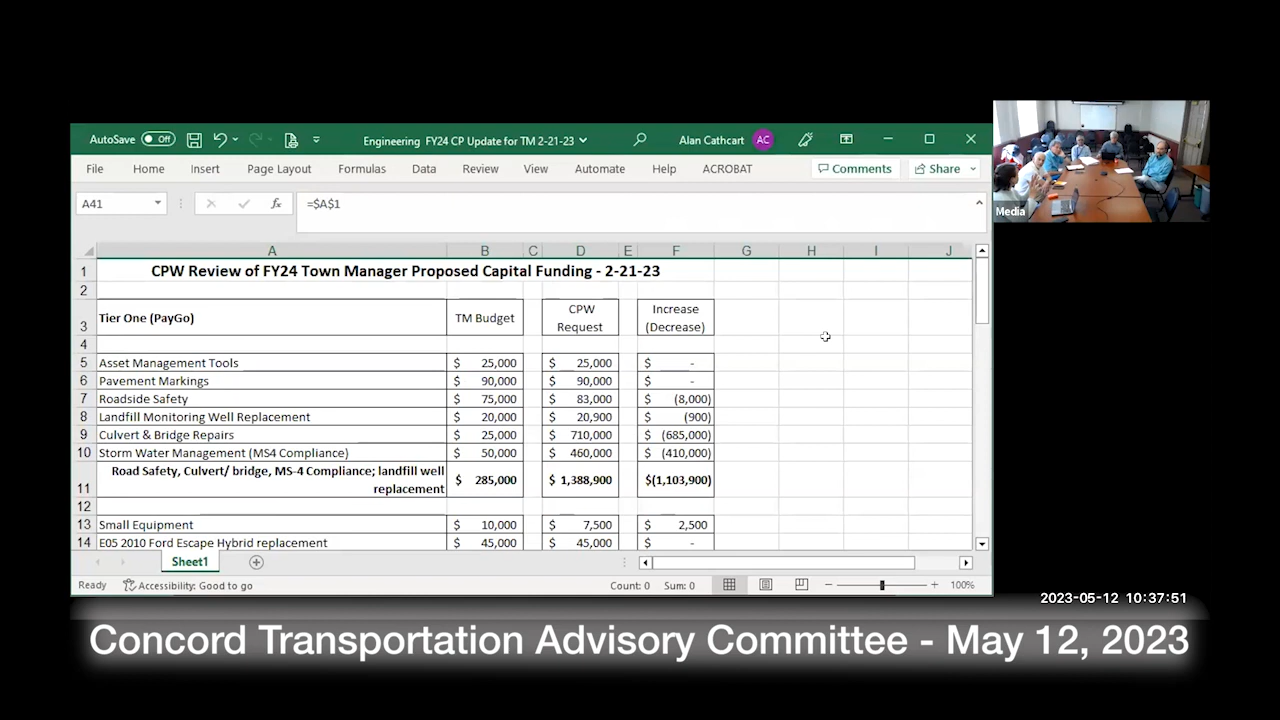 AutoSave Off Engineering FY24 CP Update for TM 2-21-23 Alan Cathcart AC
File Home Insert Page Layout Formulas Data Review View Automate Help ACROBAT Comments Share
A41 fx =$A$1
A B C D E F G H I J
1 CPW Review of FY24 Town Manager Proposed Capital Funding - 2-21-23
2
3 Tier One (PayGo) TM Budget CPW Request Increase (Decrease)
4
5 Asset Management Tools $ 25,000 $ 25,000 $ -
6 Pavement Markings $ 90,000 $ 90,000 $ -
7 Roadside Safety $ 75,000 $ 83,000 $ (8,000)
8 Landfill Monitoring Well Replacement $ 20,000 $ 20,900 $ (900)
9 Culvert & Bridge Repairs $ 25,000 $ 710,000 $ (685,000)
10 Storm Water Management (MS4 Compliance) $ 50,000 $ 460,000 $ (410,000)
11 Road Safety, Culvert/ bridge, MS-4 Compliance; landfill well replacement $ 285,000 $ 1,388,900 $(1,103,900)
12
13 Small Equipment $ 10,000 $ 7,500 $ 2,500
14 E05 2010 Ford Escape Hybrid replacement $ 45,000 $ 45,000 $ -
Sheet1
Ready Accessibility: Good to go Count: 0 Sum: 0 100%
Media
2023-05-12 10:37:51
Concord Transportation Advisory Committee - May 12, 2023